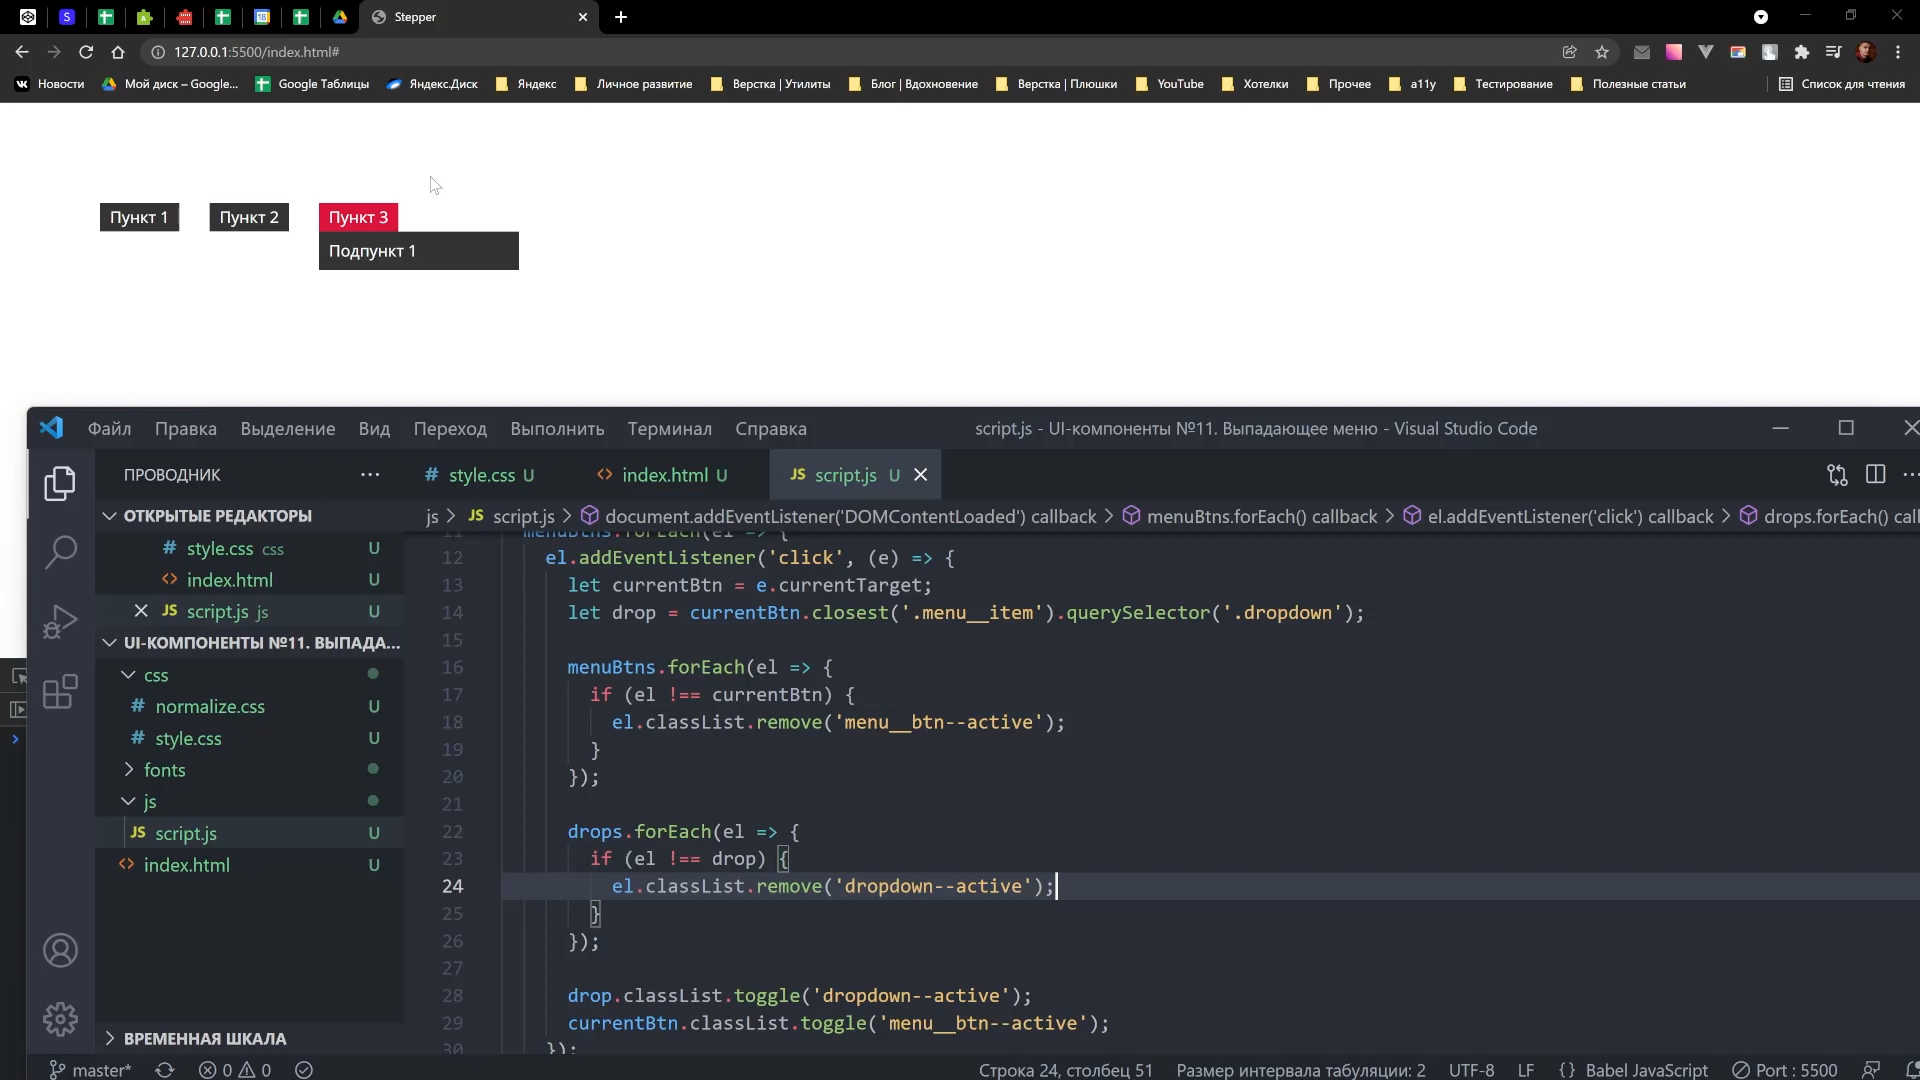 S
18
Stepper
127.0.0.1:5500/index.html#
Новости
Мой диск – Google...
Google Таблицы
Яндекс.Диск
Яндекс
Личное развитие
Верстка | Утилиты
Блог | Вдохновение
Верстка | Плюшки
YouTube
Хотелки
Прочее
a11y
Тестирование
Полезные статьи
Список для чтения
Пункт 1
Пункт 2
Пункт 3
Подпункт 1
Файл Правка Выделение Вид Переход Выполнить Терминал Справка
script.js - UI-компоненты №11. Выпадающее меню - Visual Studio Code
ПРОВОДНИК
# style.css U
<> index.html U
JS script.js U
ОТКРЫТЫЕ РЕДАКТОРЫ
# style.css css U
<> index.html U
JS script.js js U
UI-КОМПОНЕНТЫ №11. ВЫПАДА...
css
# normalize.css U
# style.css U
fonts
js
JS script.js U
<> index.html U
ВРЕМЕННАЯ ШКАЛА
js > JS script.js > document.addEventListener('DOMContentLoaded') callback > menuBtns.forEach() callback > el.addEventListener('click') callback > drops.forEach() call
11 menuBtns.forEach(el => {
12 el.addEventListener('click', (e) => {
13 let currentBtn = e.currentTarget;
14 let drop = currentBtn.closest('.menu__item').querySelector('.dropdown');
15
16 menuBtns.forEach(el => {
17 if (el !== currentBtn) {
18 el.classList.remove('menu__btn--active');
19 }
20 });
21
22 drops.forEach(el => {
23 if (el !== drop) {
24 el.classList.remove('dropdown--active');
25 }
26 });
27
28 drop.classList.toggle('dropdown--active');
29 currentBtn.classList.toggle('menu__btn--active');
30 });
master* 0 0
Строка 24, столбец 51 Размер интервала табуляции: 2 UTF-8 LF {} Babel JavaScript Port : 5500